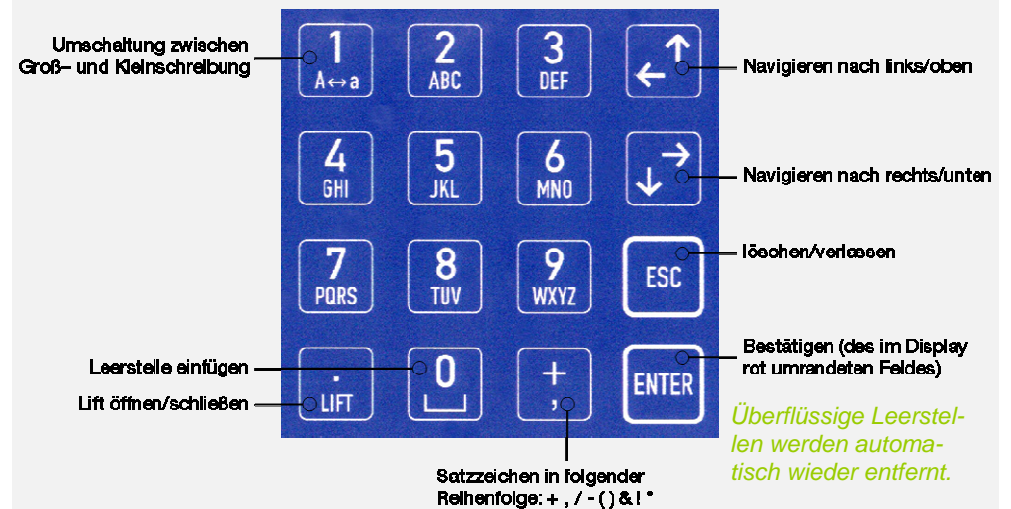 Umschaltung zwischen
Groß– und Kleinschreibung
1
A↔a
2
ABC
3
DEF
Navigieren nach links/oben
4
GHI
5
JKL
6
MNO
Navigieren nach rechts/unten
7
PQRS
8
TUV
9
WXYZ
ESC
löschen/verlassen
Leerstelle einfügen
Lift öffnen/schließen
.
LIFT
0
+
,
ENTER
Bestätigen (des im Display
rot umrandeten Feldes)
Überflüssige Leerstel-
len werden automa-
tisch wieder entfernt.
Satzzeichen in folgender
Reihenfolge: + , / - ( ) & ! *